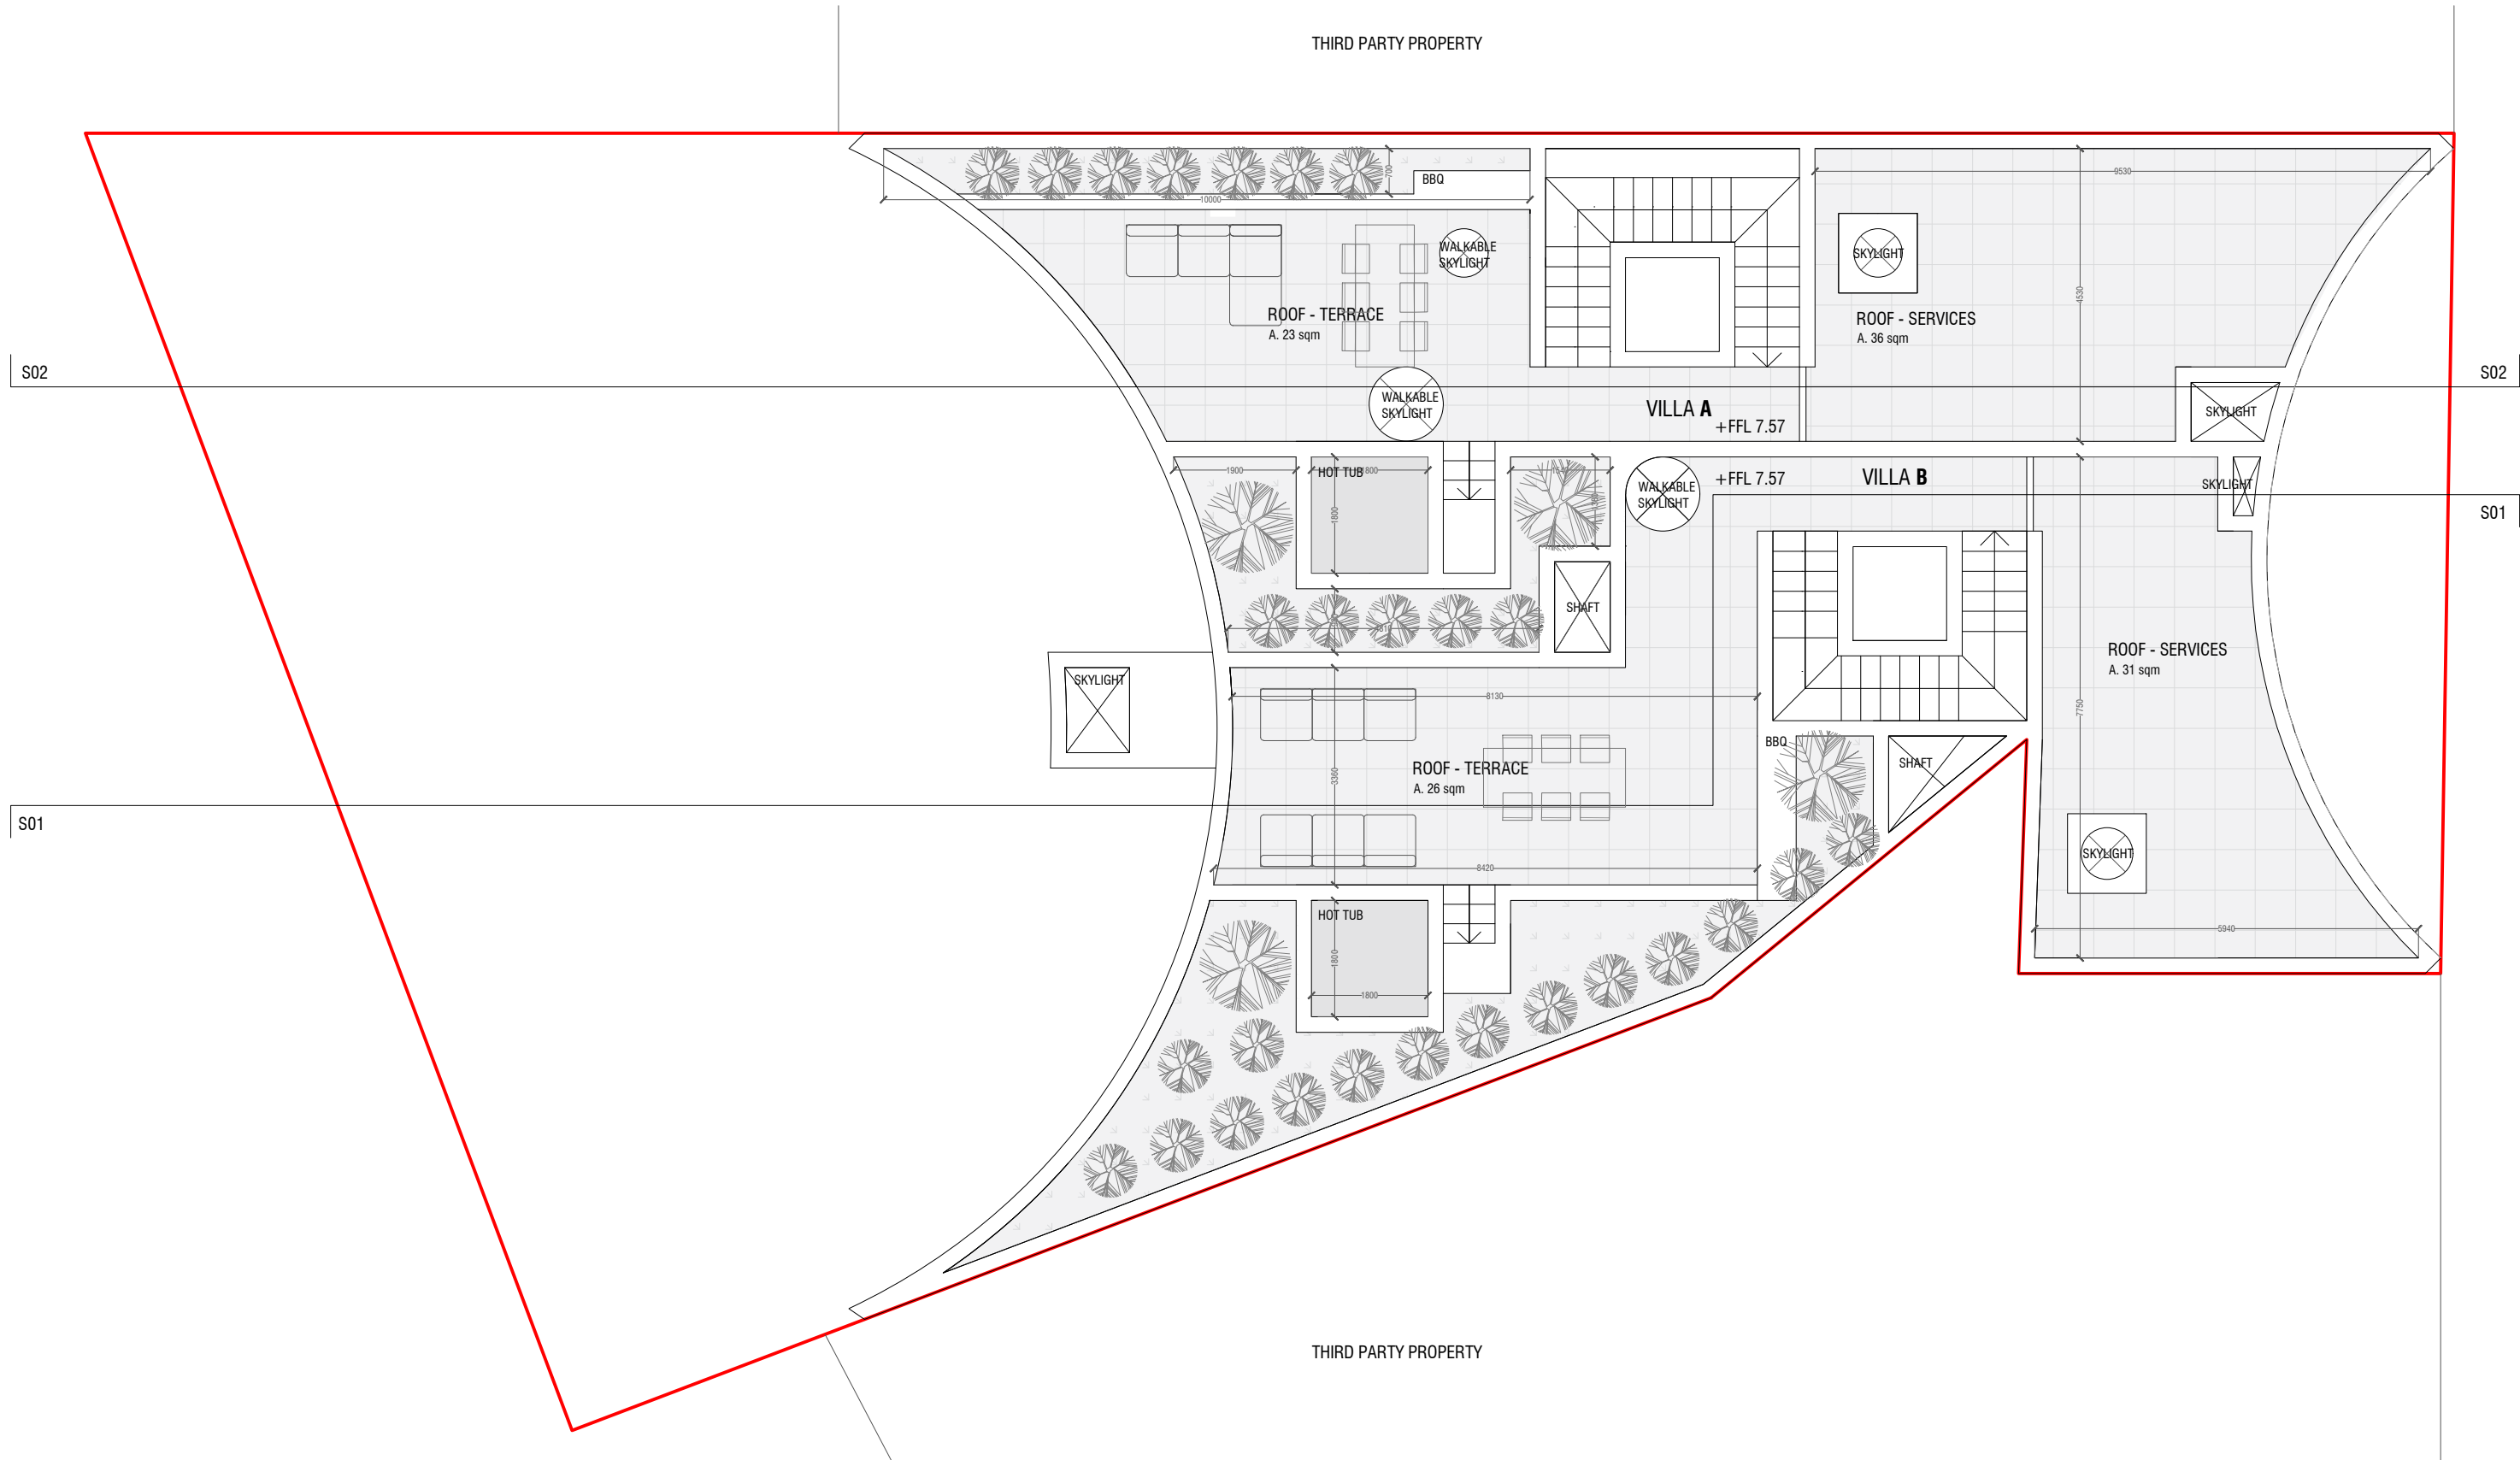 THIRD PARTY PROPERTY
700
BBQ
9530
10000
WALKABLE
SKYLIGHT
SKYLIGHT
4530
ROOF - TERRACE
A. 23 sqm
ROOF - SERVICES
A. 36 sqm
S02
S02
WALKABLE
SKYLIGHT
VILLA A
+FFL 7.57
SKYLIGHT
1900
HOT TUB
1800
WALKABLE
SKYLIGHT
+FFL 7.57
VILLA B
SKYLIGHT
1800
S01
SHAFT
ROOF - SERVICES
A. 31 sqm
SKYLIGHT
8130
7750
BBQ
SHAFT
3360
ROOF - TERRACE
A. 26 sqm
S01
SKYLIGHT
8420
HOT TUB
5940
1800
1800
THIRD PARTY PROPERTY